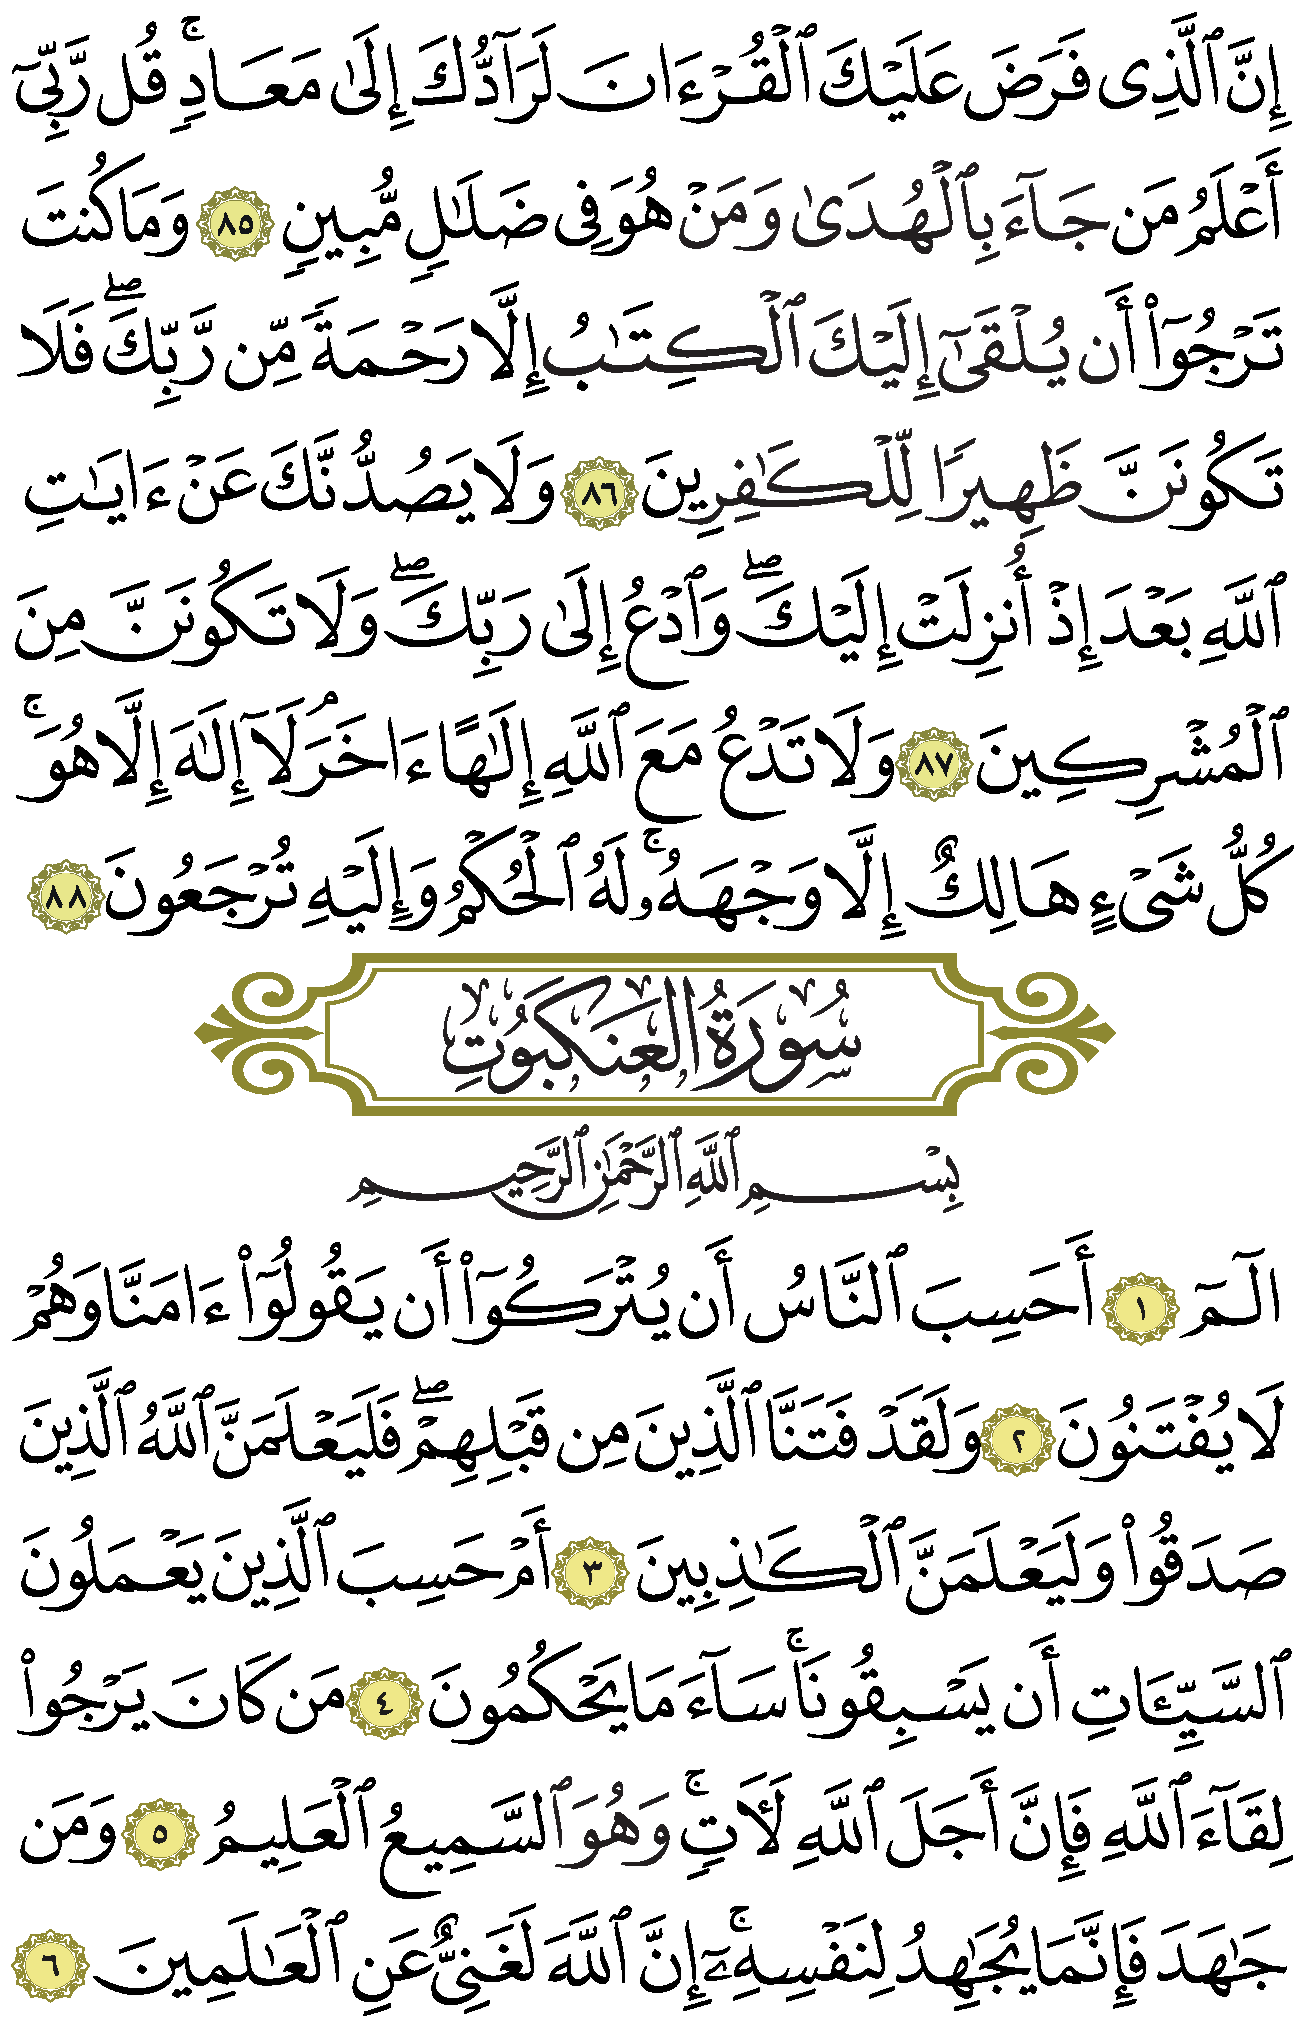 إِنَّ ٱلَّذِى فَرَضَ عَلَيْكَ ٱلْقُرْءَانَ لَرَآدُّكَ إِلَىٰ مَعَادٍۚ قُل رَّبِّىٓ
أَعْلَمُ مَن جَآءَ بِٱلْهُدَىٰ وَمَنْ هُوَ فِى ضَلَٰلٍ مُّبِينٍ ٨٥ وَمَا كُنتَ
تَرْجُوٓا۟ أَن يُلْقَىٰٓ إِلَيْكَ ٱلْكِتَٰبُ إِلَّا رَحْمَةً مِّن رَّبِّكَۖ فَلَا
تَكُونَنَّ ظَهِيرًا لِّلْكَٰفِرِينَ ٨٦ وَلَا يَصُدُّنَّكَ عَنْ ءَايَٰتِ
ٱللَّهِ بَعْدَ إِذْ أُنزِلَتْ إِلَيْكَۖ وَٱدْعُ إِلَىٰ رَبِّكَۖ وَلَا تَكُونَنَّ مِنَ
ٱلْمُشْرِكِينَ ٨٧ وَلَا تَدْعُ مَعَ ٱللَّهِ إِلَٰهًا ءَاخَرَۘ لَآ إِلَٰهَ إِلَّا هُوَۚ
كُلُّ شَىْءٍ هَالِكٌ إِلَّا وَجْهَهُۥۚ لَهُ ٱلْحُكْمُ وَإِلَيْهِ تُرْجَعُونَ ٨٨
سُورَةُ العَنكَبُوتِ
بِسْمِ ٱللَّهِ ٱلرَّحْمَٰنِ ٱلرَّحِيمِ
الٓمٓ ١ أَحَسِبَ ٱلنَّاسُ أَن يُتْرَكُوٓا۟ أَن يَقُولُوٓا۟ ءَامَنَّا وَهُمْ
لَا يُفْتَنُونَ ٢ وَلَقَدْ فَتَنَّا ٱلَّذِينَ مِن قَبْلِهِمْۖ فَلَيَعْلَمَنَّ ٱللَّهُ ٱلَّذِينَ
صَدَقُوا۟ وَلَيَعْلَمَنَّ ٱلْكَٰذِبِينَ ٣ أَمْ حَسِبَ ٱلَّذِينَ يَعْمَلُونَ
ٱلسَّيِّـَٔاتِ أَن يَسْبِقُونَاۚ سَآءَ مَا يَحْكُمُونَ ٤ مَن كَانَ يَرْجُوا۟
لِقَآءَ ٱللَّهِ فَإِنَّ أَجَلَ ٱللَّهِ لَـَٔاتٍۚ وَهُوَ ٱلسَّمِيعُ ٱلْعَلِيمُ ٥ وَمَن
جَٰهَدَ فَإِنَّمَا يُجَٰهِدُ لِنَفْسِهِۦٓۚ إِنَّ ٱللَّهَ لَغَنِىٌّ عَنِ ٱلْعَٰلَمِينَ ٦